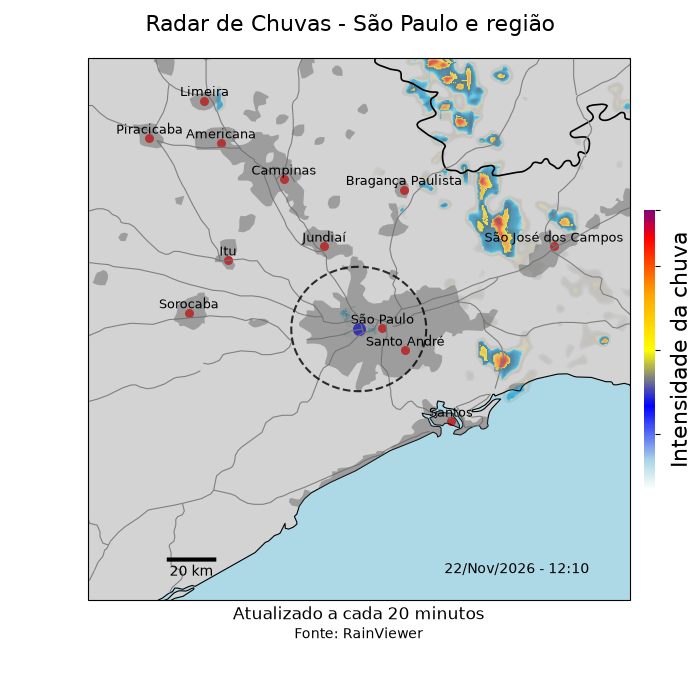 Radar de Chuvas - São Paulo e região
Limeira
Piracicaba
Americana
Campinas
Bragança Paulista
Jundiaí
São José dos Campos
Itu
Sorocaba
São Paulo
Santo André
Santos
Intensidade da chuva
20 km
22/Nov/2026 - 12:10
Atualizado a cada 20 minutos
Fonte: RainViewer